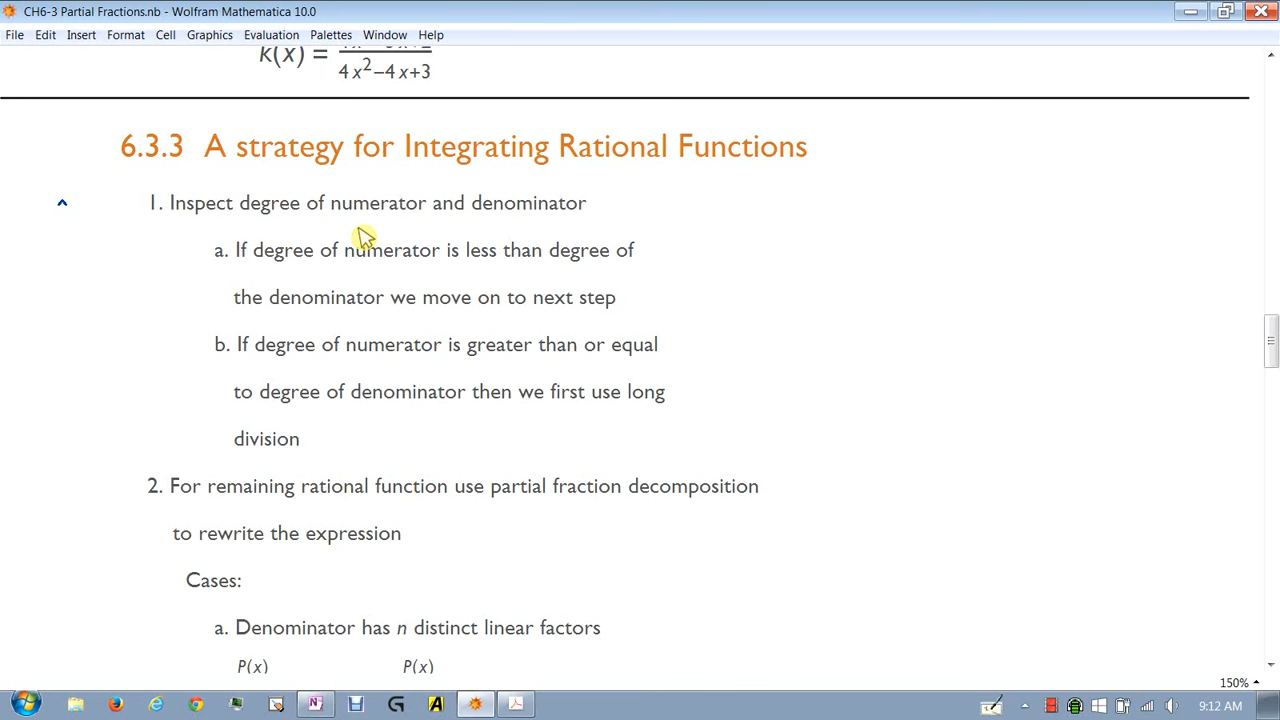 CH6-3 Partial Fractions.nb - Wolfram Mathematica 10.0
File Edit Insert Format Cell Graphics Evaluation Palettes Window Help
k(x) =
4x²−4x+3
6.3.3 A strategy for Integrating Rational Functions
1. Inspect degree of numerator and denominator
a. If degree of numerator is less than degree of
the denominator we move on to next step
b. If degree of numerator is greater than or equal
to degree of denominator then we first use long
division
2. For remaining rational function use partial fraction decomposition
to rewrite the expression
Cases:
a. Denominator has n distinct linear factors
P(x) P(x)
150%
9:12 AM